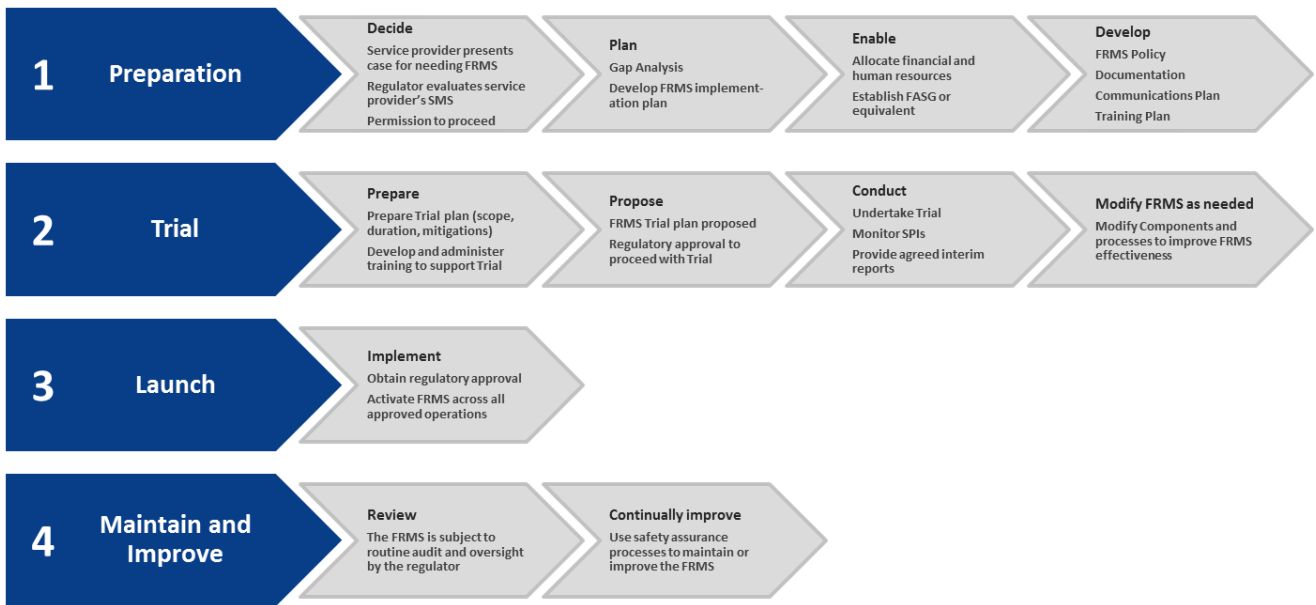 1
Preparation
Decide
Service provider presents
case for needing FRMS
Regulator evaluates service
provider's SMS
Permission to proceed
Plan
Gap Analysis
Develop FRMS implement-
ation plan
Enable
Allocate financial and
human resources
Establish FASG or
equivalent
Develop
FRMS Policy
Documentation
Communications Plan
Training Plan
2
Trial
Prepare
Prepare Trial plan (scope,
duration, mitigations)
Develop and administer
training to support Trial
Propose
FRMS Trial plan proposed
Regulatory approval to
proceed with Trial
Conduct
Undertake Trial
Monitor SPIs
Provide agreed interim
reports
Modify FRMS as needed
Modify Components and
processes to improve FRMS
effectiveness
3
Launch
Implement
Obtain regulatory approval
Activate FRMS across all
approved operations
4
Maintain and
Improve
Review
The FRMS is subject to
routine audit and oversight
by the regulator
Continually improve
Use safety assurance
processes to maintain or
improve the FRMS